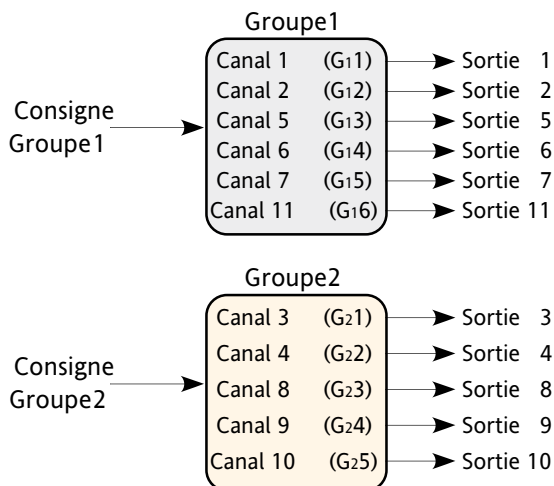 Groupe1
Canal 1 (G11) Sortie 1
Canal 2 (G12) Sortie 2
Consigne
Groupe1
Canal 5 (G13) Sortie 5
Canal 6 (G14) Sortie 6
Canal 7 (G15) Sortie 7
Canal 11 (G16) Sortie 11
Groupe2
Canal 3 (G21) Sortie 3
Canal 4 (G22) Sortie 4
Consigne
Groupe2
Canal 8 (G23) Sortie 8
Canal 9 (G24) Sortie 9
Canal 10 (G25) Sortie 10